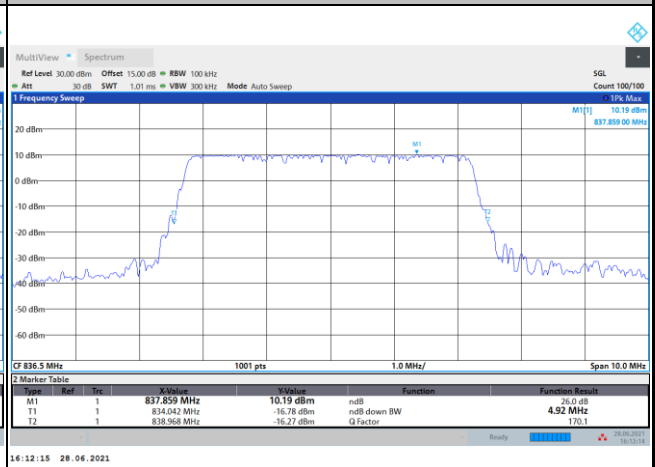 MultiView Spectrum
Ref Level 30.00 dBm Offset 15.00 dB RBW 100 kHz SGL
Att 30 dB SWT 1.01 ms VBW 300 kHz Mode Auto Sweep Count 100/100
1 Frequency Sweep 1Pk Max
M1[1] 10.19 dBm
837.859 00 MHz
M1
20 dBm
10 dBm
0 dBm
-10 dBm
T1 T2
-20 dBm
-30 dBm
-40 dBm
-50 dBm
-60 dBm
CF 836.5 MHz 1001 pts 1.0 MHz/ Span 10.0 MHz
2 Marker Table
Type Ref Trc X-Value Y-Value Function Function Result
M1 1 837.859 MHz 10.19 dBm ndB 26.0 dB
T1 1 834.042 MHz -16.78 dBm ndB down BW 4.92 MHz
T2 1 838.968 MHz -16.27 dBm Q Factor 170.1
Ready 28.06.2021
16:12:14
16:12:15 28.06.2021